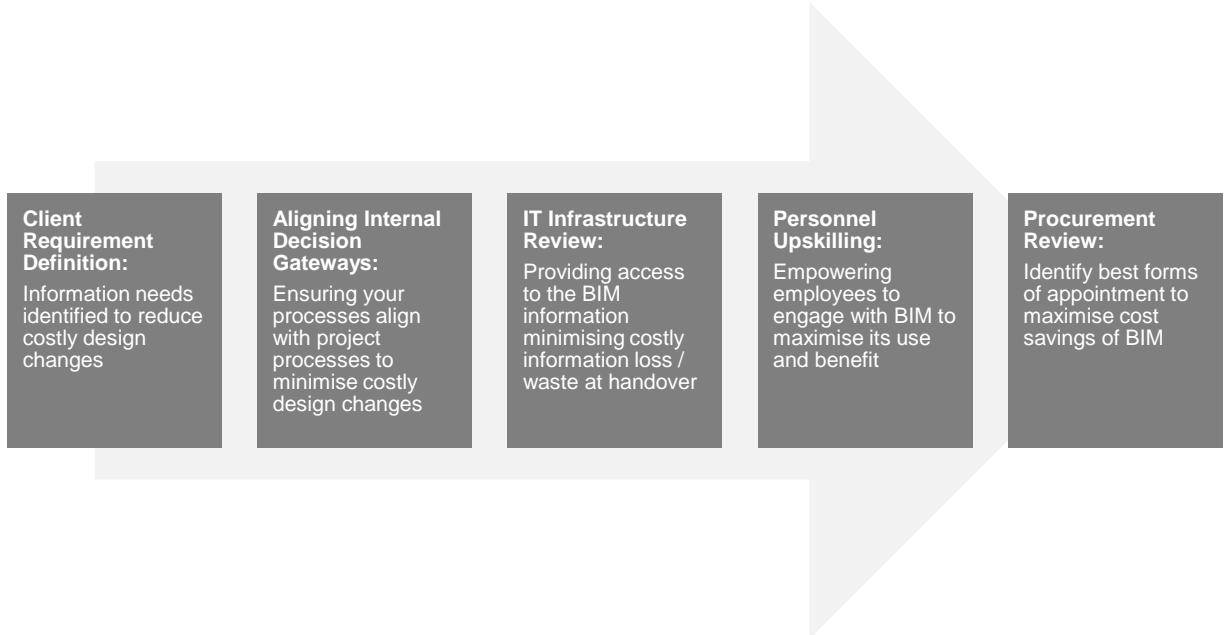 Client
Requirement
Definition:
Information needs
identified to reduce
costly design
changes
Aligning Internal
Decision
Gateways:
Ensuring your
processes align
with project
processes to
minimise costly
design changes
IT Infrastructure
Review:
Providing access
to the BIM
information
minimising costly
information loss /
waste at handover
Personnel
Upskilling:
Empowering
employees to
engage with BIM to
maximise its use
and benefit
Procurement
Review:
Identify best forms
of appointment to
maximise cost
savings of BIM